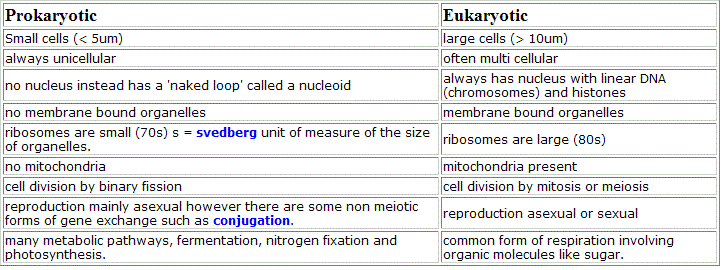 Prokaryotic Eukaryotic
Small cells (< 5um) large cells (> 10um)
always unicellular often multi cellular
no nucleus instead has a 'naked loop' called a nucleoid always has nucleus with linear DNA
(chromosomes) and histones
no membrane bound organelles membrane bound organelles
ribosomes are small (70s) s = svedberg unit of measure of the size
of organelles. ribosomes are large (80s)
no mitochondria mitochondria present
cell division by binary fission cell division by mitosis or meiosis
reproduction mainly asexual however there are some non meiotic
forms of gene exchange such as conjugation. reproduction asexual or sexual
many metabolic pathways, fermentation, nitrogen fixation and
photosynthesis. common form of respiration involving
organic molecules like sugar.